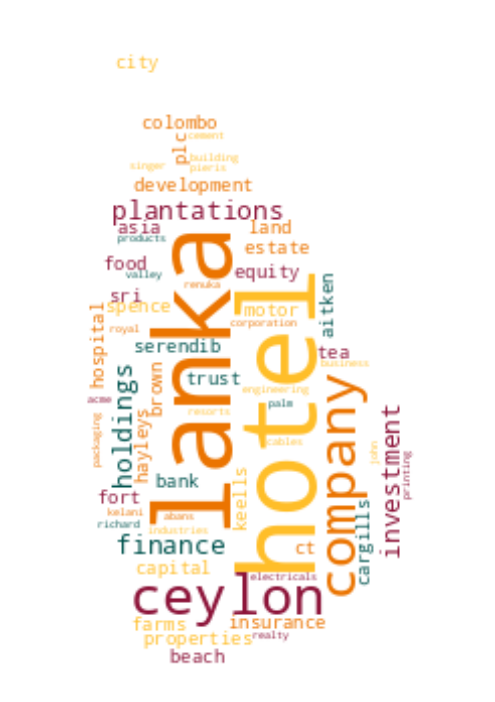 city
colombo
plc
cement
building
singer
pieris
development
plantations
asia
land
products
estate
food
valley
equity
renuka
sri
spence
motor
aitken
corporation
royal
hospital
lanka
hotel
serendib
tea
business
trust
brown
holdings
engineering
acme
palm
resorts
company
packaging
hayleys
cables
john
investment
printing
bank
keells
fort
kelani
abans
richard
industries
cargills
finance
ct
capital
electricals
ceylon
farms
insurance
properties
realty
beach